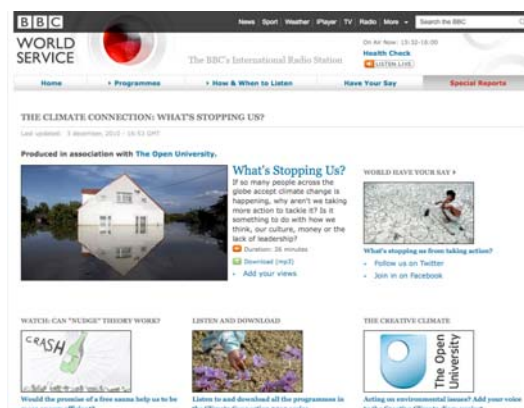 BBC
News Sport Weather iPlayer TV Radio More
Search the BBC
WORLD
SERVICE
The BBC's International Radio Station
On Air Now: 15:32-16:00
Health Check
LISTEN LIVE
Home
Programmes
How & When to Listen
Have Your Say
Special Reports
THE CLIMATE CONNECTION: WHAT'S STOPPING US?
Last updated: 3 december, 2010 - 16:53 GMT
Produced in association with The Open University.
What's Stopping Us?
If so many people across the
globe accept climate change is
happening, why aren't we taking
more action to tackle it? Is it
something to do with how we
think, our culture, money or the
lack of leadership?
Duration: 26 minutes
Download (mp3)
Add your views
WORLD HAVE YOUR SAY
What's stopping us from taking action?
Follow us on Twitter
Join in on Facebook
WATCH: CAN "NUDGE" THEORY WORK?
CRASH
Would the promise of a free sauna help us to be
LISTEN AND DOWNLOAD
Listen to and download all the programmes in
THE CREATIVE CLIMATE
The Open
University
Acting on environmental issues? Add your voice